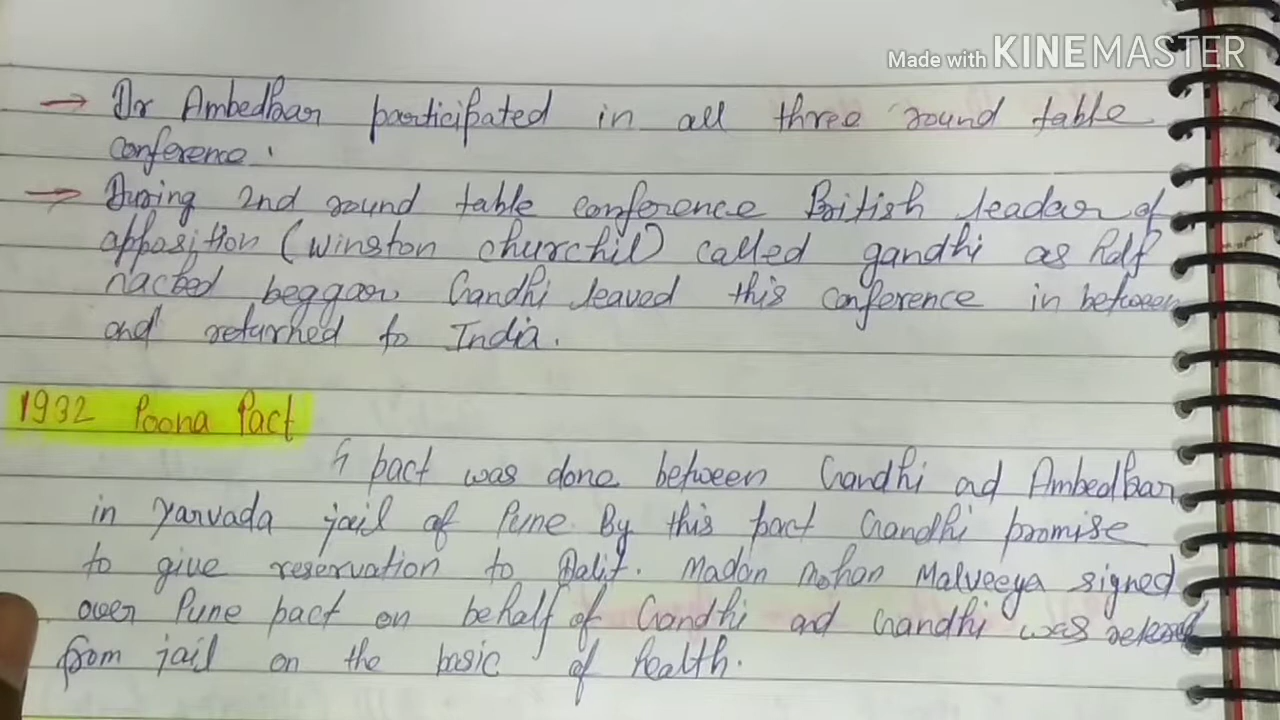 Made with KINEMASTER
→ Dr Ambedkar participated in all three round table
conference.
→ During 2nd round table conference British leader of
opposition (winston churchil) called gandhi as half
nacked beggar Gandhi leaved this conference in between
and returned to India.
1932 Poona Pact
A pact was done between Gandhi ad Ambedkar
in Yarvada jail of Pune. By this pact Gandhi promise
to give reservation to Dalit. Madan Mohan Malveeya signed
over Pune pact on behalf of Gandhi and Gandhi was
from jail on the basic of health.